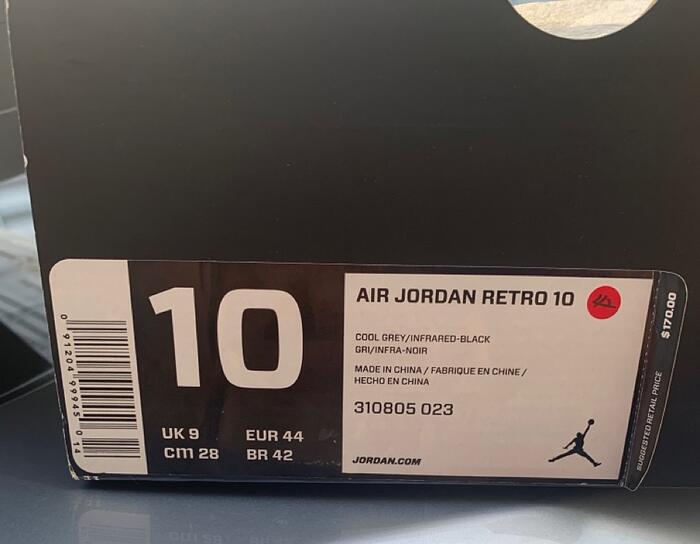 0 91204 99945 0 14
10
UK 9 EUR 44
cm 28 BR 42
AIR JORDAN RETRO 10
COOL GREY/INFRARED-BLACK
GRI/INFRA-NOIR
MADE IN CHINA / FABRIQUE EN CHINE /
HECHO EN CHINA
310805 023
JORDAN.COM
SUGGESTED RETAIL PRICE $170.00